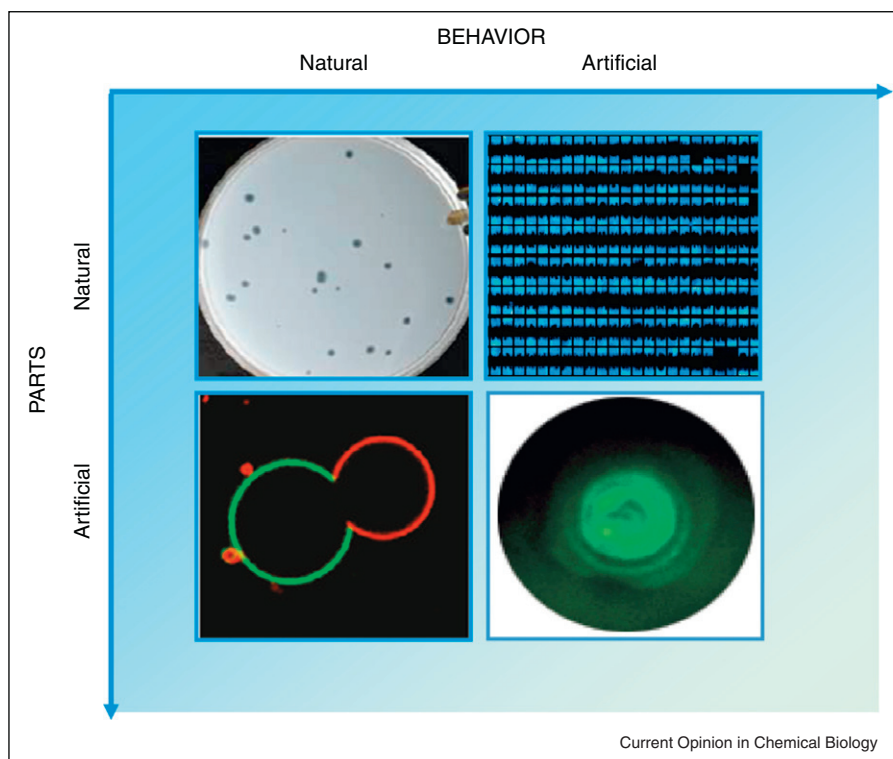 BEHAVIOR
Natural
Artificial
PARTS
Natural
Artificial
Current Opinion in Chemical Biology